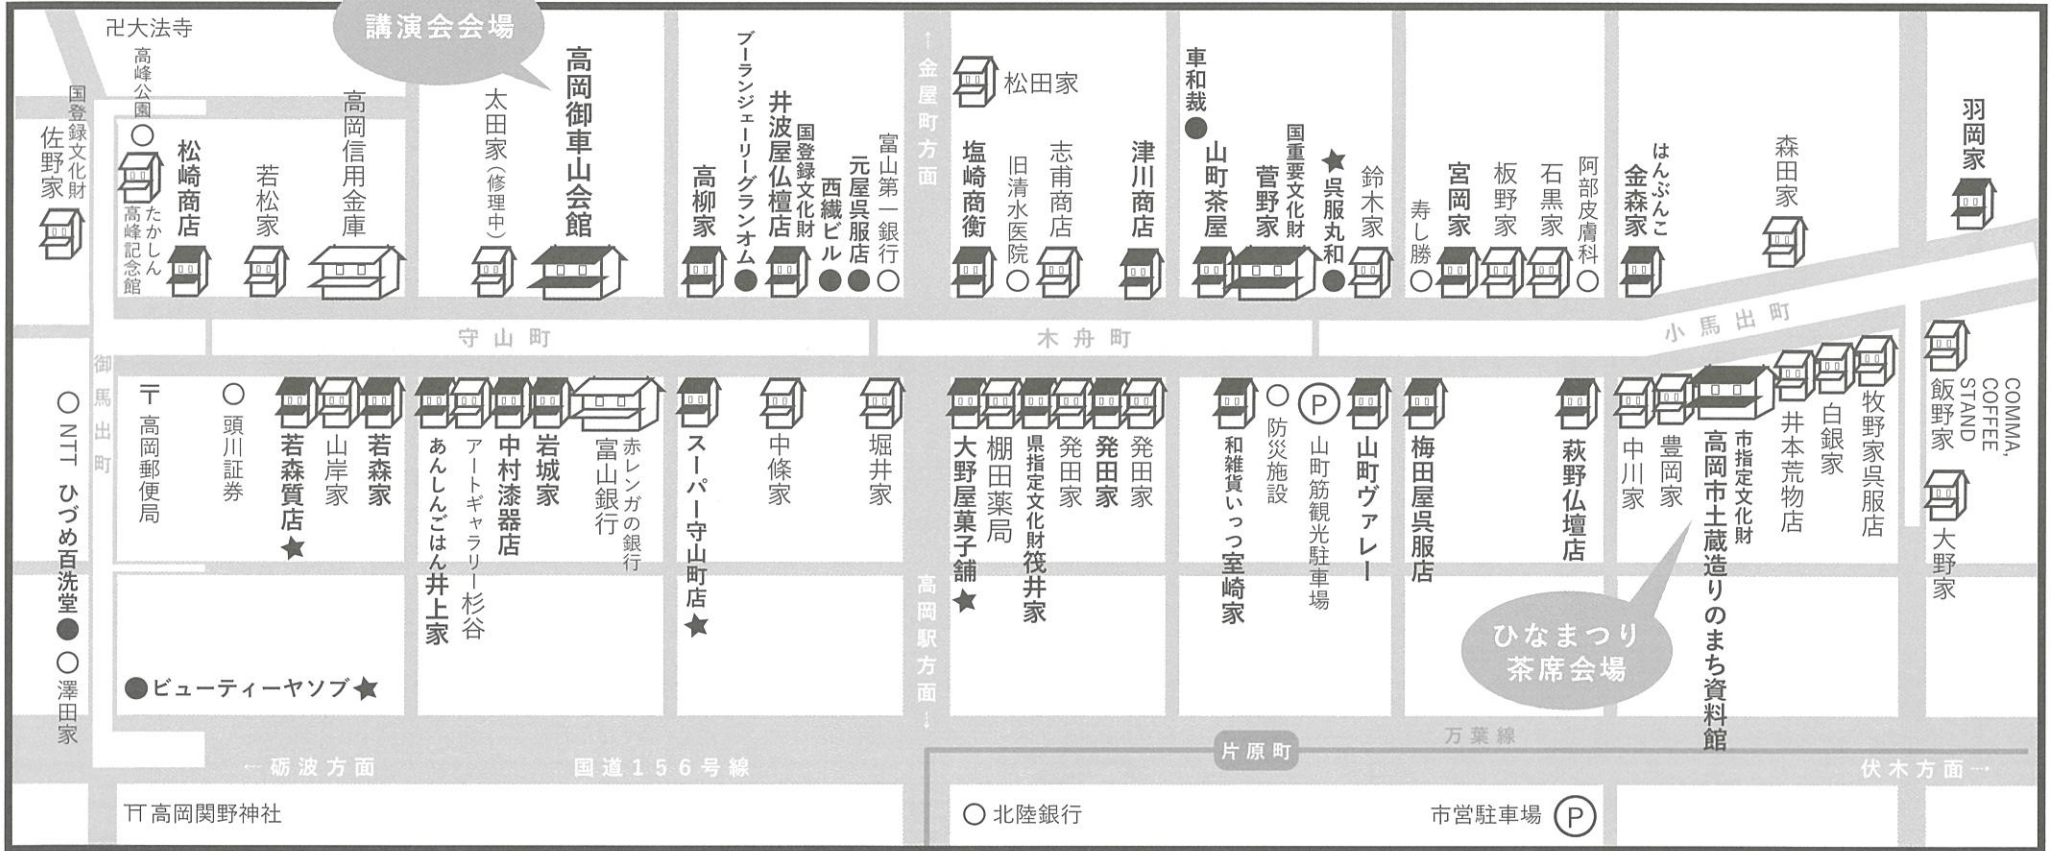 卍大法寺
講演会会場
高峰公園
国登録文化財
佐野家
たかしん
高峰記念館
松崎商店
若松家
高岡信用金庫
太田家（修理中）
高岡御車山会館
高柳家
ブーランジェーリーグランオム
井波屋仏壇店
国登録文化財
西繊ビル
元屋呉服店
富山第一銀行
←金屋町方面
松田家
塩崎商衡
旧清水医院
志甫商店
津川商店
車和裁
山町茶屋
菅野家
国重要文化財
★呉服丸和
鈴木家
寿し勝
宮岡家
板野家
石黒家
阿部皮膚科
金森家
はんぶんこ
森田家
羽岡家
守山町
木舟町
小馬出町
御馬出町
NTT
ひづめ百洗堂
澤田家
〒高岡郵便局
頭川証券
若森質店★
山岸家
若森家
あんしんごはん井上家
アートギャラリー杉谷
中村漆器店
岩城家
富山銀行
赤レンガの銀行
スーパー守山町店★
中條家
堀井家
高岡駅方面→
大野屋菓子舗★
棚田薬局
県指定文化財筏井家
発田家
発田家
発田家
和雑貨いっつ室崎家
防災施設
P
山町筋観光駐車場
山町ヴァレー
梅田屋呉服店
萩野仏壇店
中川家
豊岡家
高岡市土蔵造りのまち資料館
市指定文化財
井本荒物店
白銀家
牧野家呉服店
飯野家
COMMA,
COFFEE
STAND
大野家
ひなまつり
茶席会場
●ビューティーヤソブ★
万葉線
片原町
←砺波方面
国道156号線
伏木方面→
高岡関野神社
北陸銀行
市営駐車場 P